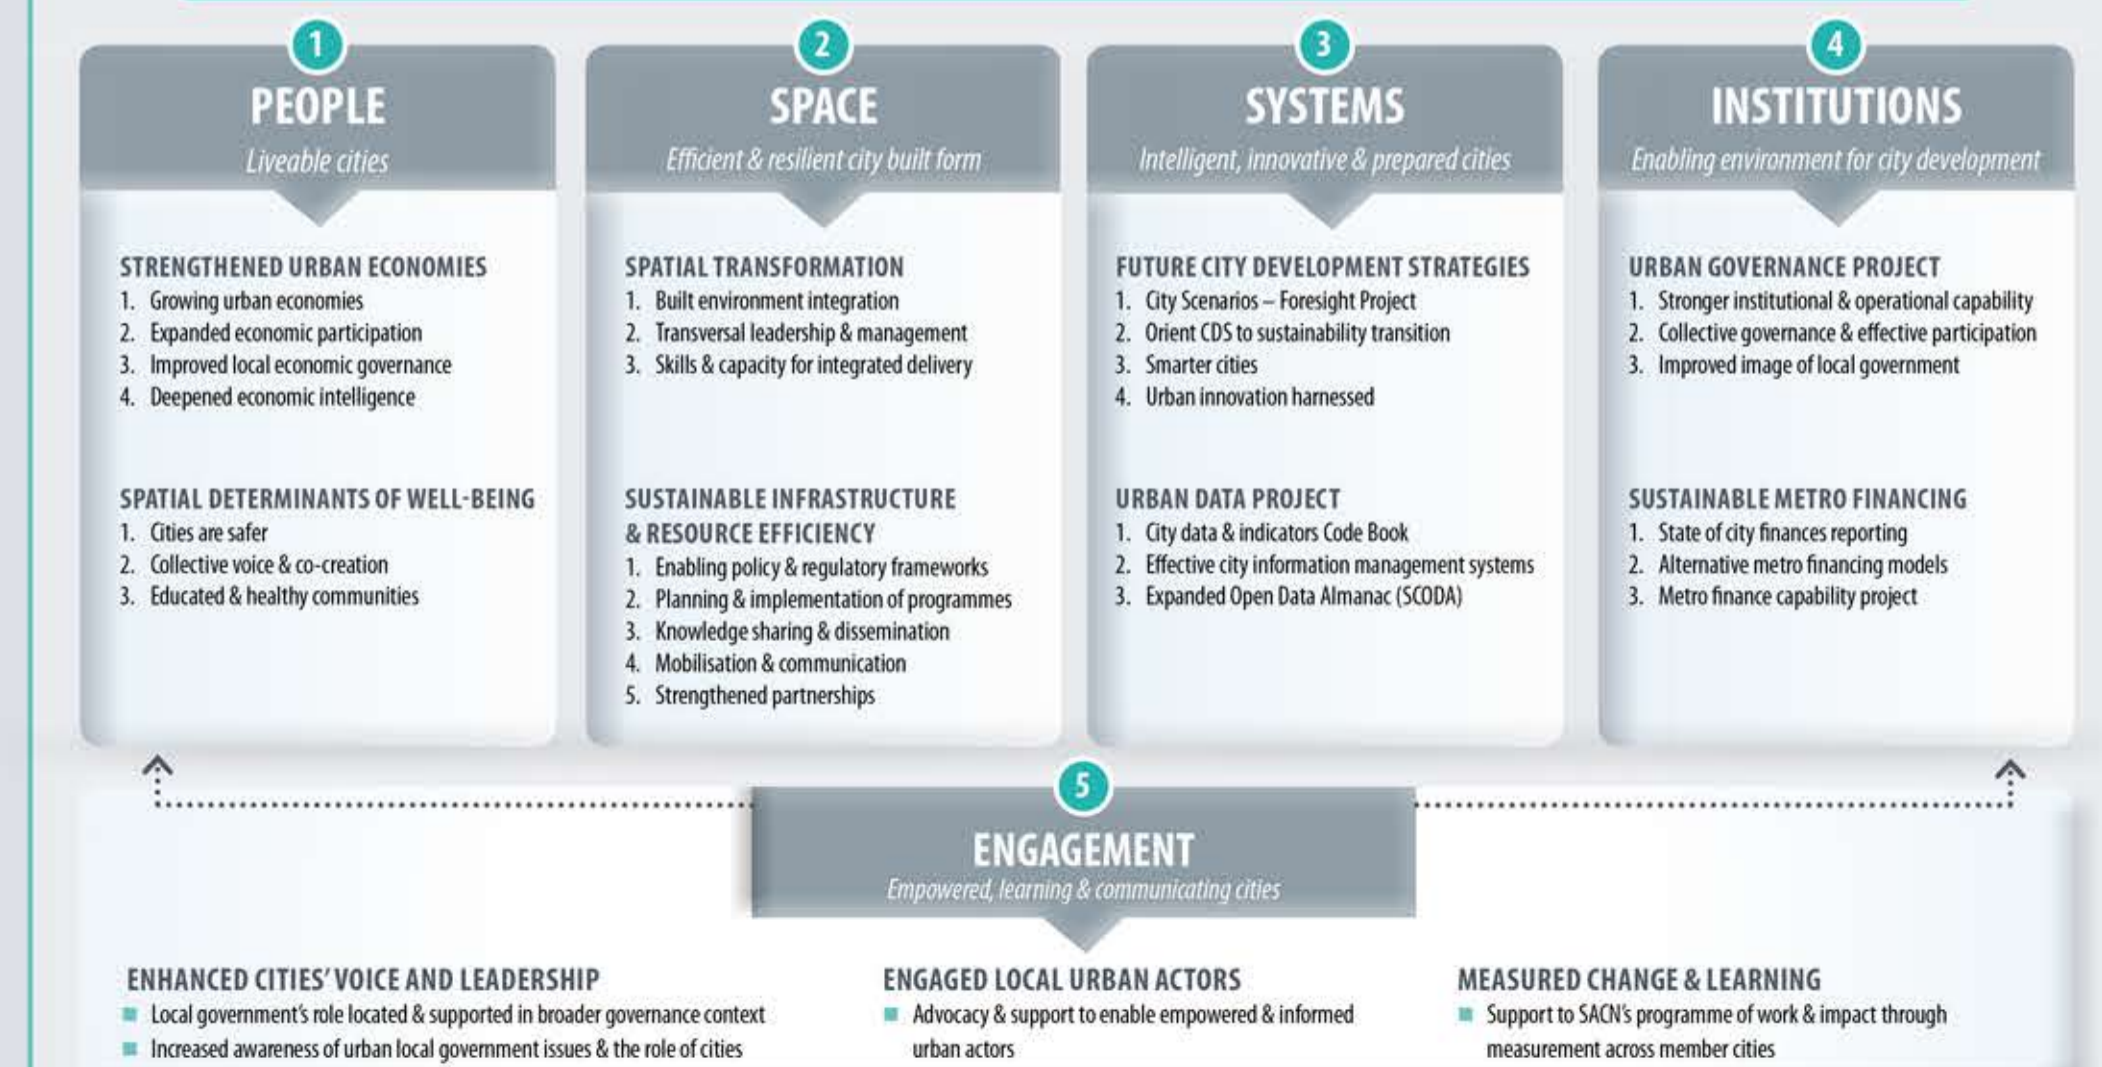 1
PEOPLE
Liveable cities
STRENGTHENED URBAN ECONOMIES
1. Growing urban economies
2. Expanded economic participation
3. Improved local economic governance
4. Deepened economic intelligence
SPATIAL DETERMINANTS OF WELL-BEING
1. Cities are safer
2. Collective voice & co-creation
3. Educated & healthy communities
2
SPACE
Efficient & resilient city built form
SPATIAL TRANSFORMATION
1. Built environment integration
2. Transversal leadership & management
3. Skills & capacity for integrated delivery
SUSTAINABLE INFRASTRUCTURE
& RESOURCE EFFICIENCY
1. Enabling policy & regulatory frameworks
2. Planning & implementation of programmes
3. Knowledge sharing & dissemination
4. Mobilisation & communication
5. Strengthened partnerships
3
SYSTEMS
Intelligent, innovative & prepared cities
FUTURE CITY DEVELOPMENT STRATEGIES
1. City Scenarios – Foresight Project
2. Orient CDS to sustainability transition
3. Smarter cities
4. Urban innovation harnessed
URBAN DATA PROJECT
1. City data & indicators Code Book
2. Effective city information management systems
3. Expanded Open Data Almanac (SCODA)
4
INSTITUTIONS
Enabling environment for city development
URBAN GOVERNANCE PROJECT
1. Stronger institutional & operational capability
2. Collective governance & effective participation
3. Improved image of local government
SUSTAINABLE METRO FINANCING
1. State of city finances reporting
2. Alternative metro financing models
3. Metro finance capability project
5
ENGAGEMENT
Empowered, learning & communicating cities
ENHANCED CITIES' VOICE AND LEADERSHIP
Local government's role located & supported in broader governance context
Increased awareness of urban local government issues & the role of cities
ENGAGED LOCAL URBAN ACTORS
Advocacy & support to enable empowered & informed
urban actors
MEASURED CHANGE & LEARNING
Support to SACN's programme of work & impact through
measurement across member cities